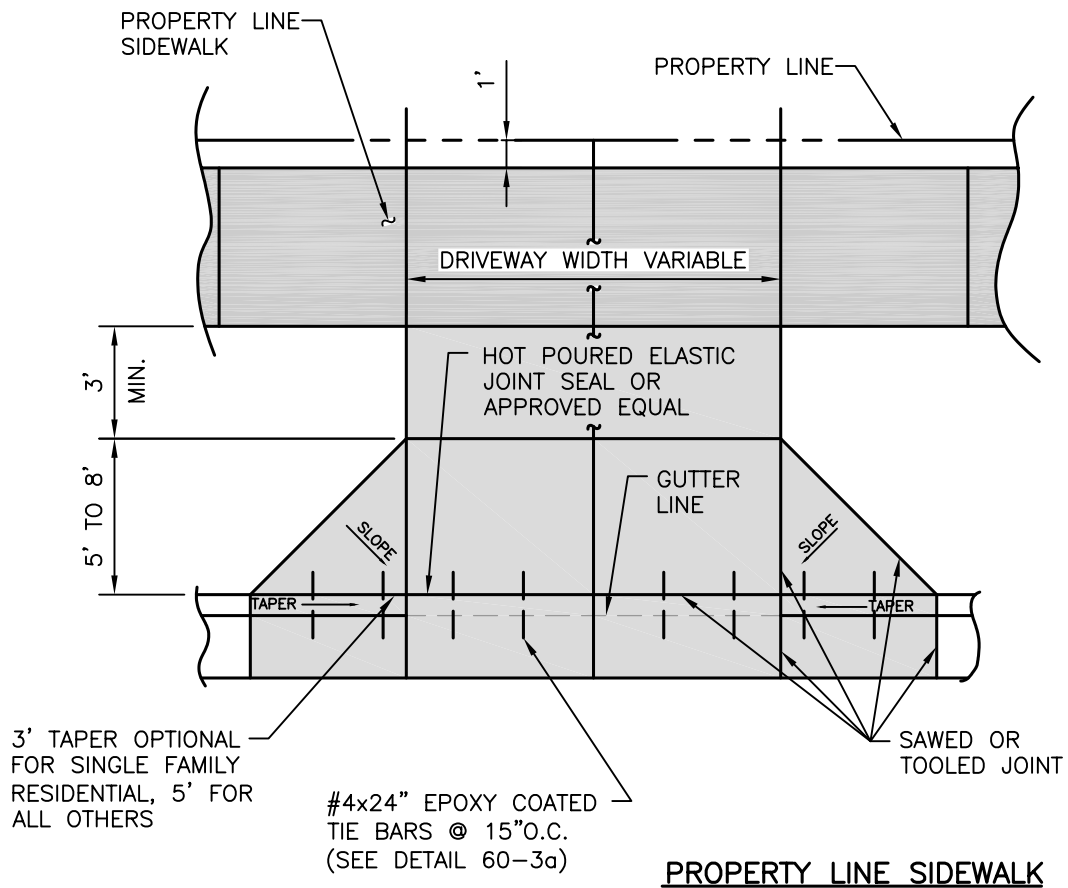 PROPERTY LINE
SIDEWALK
1'
PROPERTY LINE
DRIVEWAY WIDTH VARIABLE
3'
MIN.
HOT POURED ELASTIC
JOINT SEAL OR
APPROVED EQUAL
5' TO 8'
GUTTER
LINE
SLOPE
SLOPE
TAPER
TAPER
3' TAPER OPTIONAL
FOR SINGLE FAMILY
RESIDENTIAL, 5' FOR
ALL OTHERS
#4x24" EPOXY COATED
TIE BARS @ 15"O.C.
(SEE DETAIL 60-3a)
SAWED OR
TOOLED JOINT
PROPERTY LINE SIDEWALK